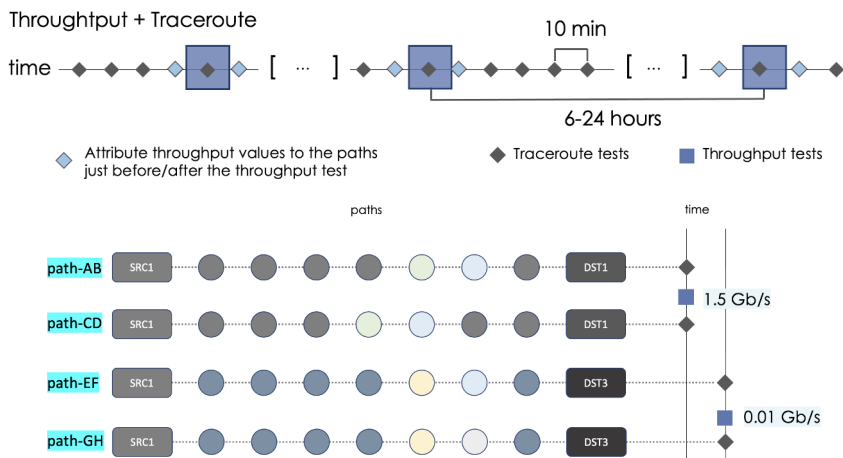 Throughtput + Traceroute
10 min
time
[ ... ]
[ ... ]
6-24 hours
Attribute throughput values to the paths
just before/after the throughput test
Traceroute tests
Throughput tests
paths
time
path-AB
SRC1
DST1
1.5 Gb/s
path-CD
SRC1
DST1
path-EF
SRC1
DST3
0.01 Gb/s
path-GH
SRC1
DST3